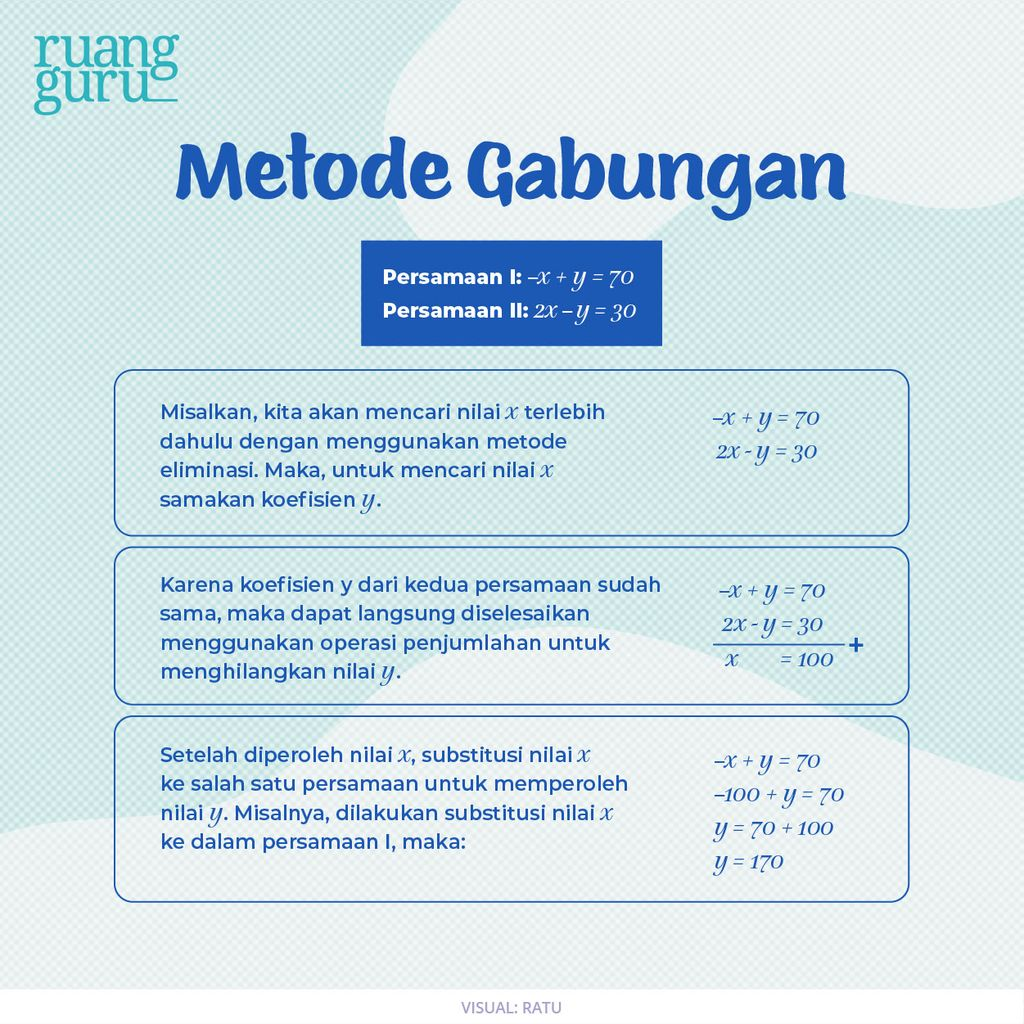 ruang
guru
Metode Gabungan
Persamaan I: –x + y = 70
Persamaan II: 2x – y = 30
Misalkan, kita akan mencari nilai x terlebih
dahulu dengan menggunakan metode
eliminasi. Maka, untuk mencari nilai x
samakan koefisien y.
–x + y = 70
2x - y = 30
Karena koefisien y dari kedua persamaan sudah
sama, maka dapat langsung diselesaikan
menggunakan operasi penjumlahan untuk
menghilangkan nilai y.
–x + y = 70
2x - y = 30
+
x = 100
Setelah diperoleh nilai x, substitusi nilai x
ke salah satu persamaan untuk memperoleh
nilai y. Misalnya, dilakukan substitusi nilai x
ke dalam persamaan I, maka:
–x + y = 70
–100 + y = 70
y = 70 + 100
y = 170
VISUAL: RATU